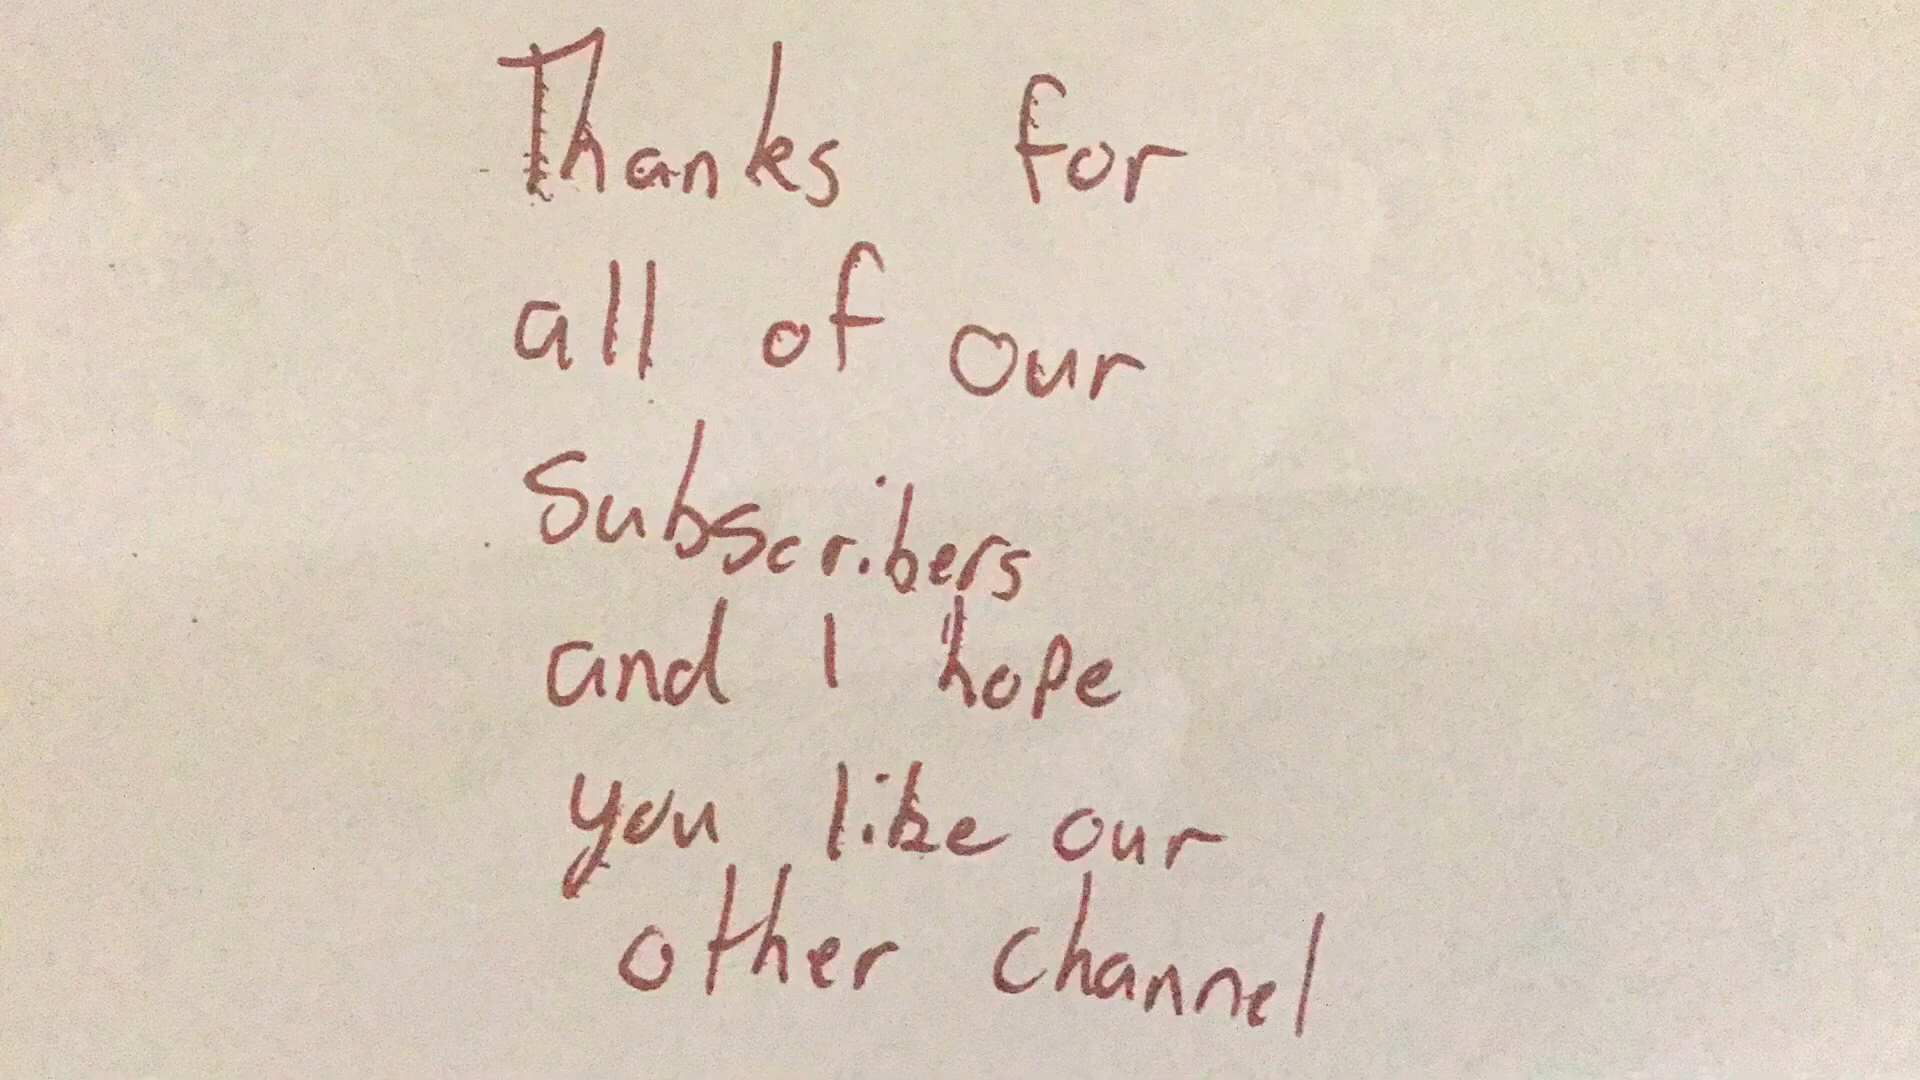 Thanks for
all of our
Subscribers
and I hope
you like our
other channel